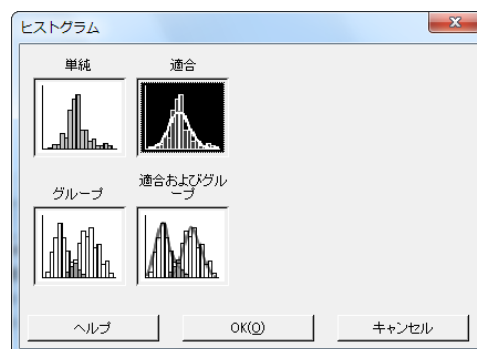 ヒストグラム
単純
適合
グループ
適合およびグル
ープ
ヘルプ
OK(O)
キャンセル